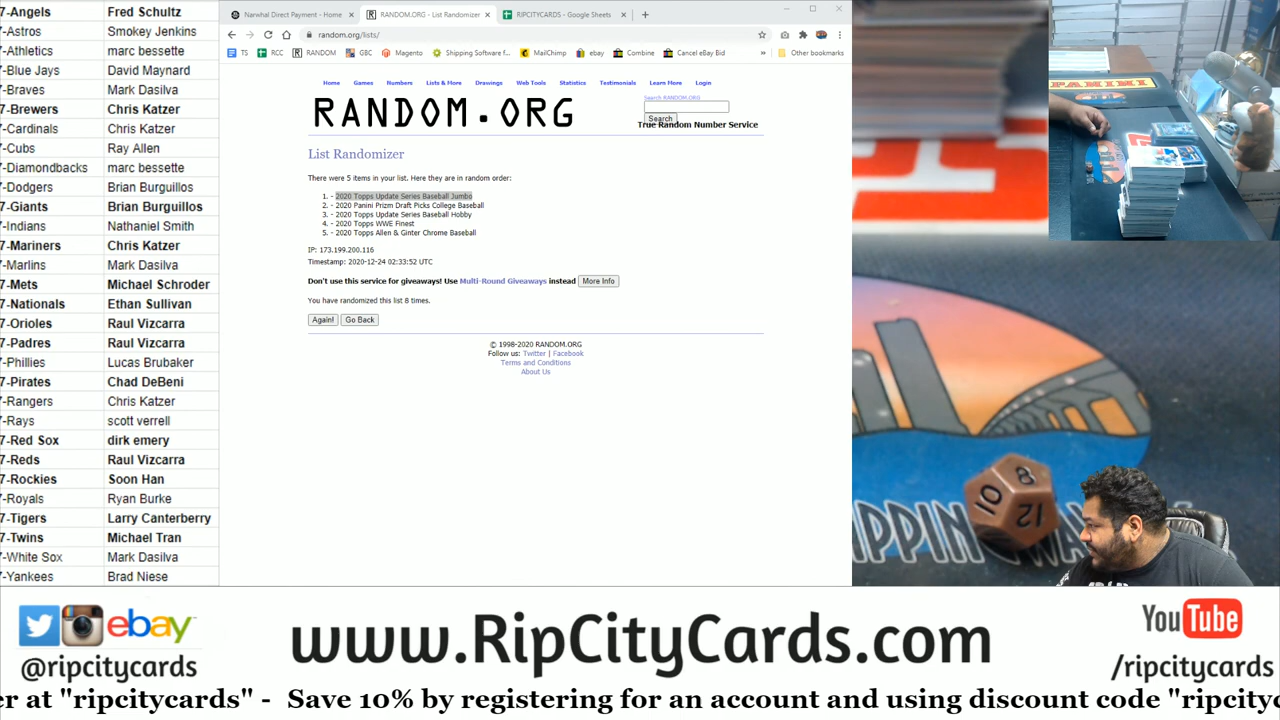 7-Angels Fred Schultz
7-Astros Smokey Jenkins
7-Athletics marc bessette
7-Blue Jays David Maynard
7-Braves Mark Dasilva
7-Brewers Chris Katzer
7-Cardinals Chris Katzer
7-Cubs Ray Allen
7-Diamondbacks marc bessette
7-Dodgers Brian Burguillos
7-Giants Brian Burguillos
7-Indians Nathaniel Smith
7-Mariners Chris Katzer
7-Marlins Mark Dasilva
7-Mets Michael Schroder
7-Nationals Ethan Sullivan
7-Orioles Raul Vizcarra
7-Padres Raul Vizcarra
7-Phillies Lucas Brubaker
7-Pirates Chad DeBeni
7-Rangers Chris Katzer
7-Rays scott verrell
7-Red Sox dirk emery
7-Reds Raul Vizcarra
7-Rockies Soon Han
7-Royals Ryan Burke
7-Tigers Larry Canterberry
7-Twins Michael Tran
7-White Sox Mark Dasilva
7-Yankees Brad Niese
Narwhal Direct Payment - Home RANDOM.ORG - List Randomizer RIPCITYCARDS - Google Sheets
random.org/lists/
TS RCC RANDOM GBC Magento Shipping Software f... MailChimp ebay Combine Cancel eBay Bid » Other bookmarks
Home Games Numbers Lists & More Drawings Web Tools Statistics Testimonials Learn More Login
RANDOM.ORG
Search RANDOM.ORG
Search
True Random Number Service
List Randomizer
There were 5 items in your list. Here they are in random order:
1. - 2020 Topps Update Series Baseball Jumbo
2. - 2020 Panini Prizm Draft Picks College Baseball
3. - 2020 Topps Update Series Baseball Hobby
4. - 2020 Topps WWE Finest
5. - 2020 Topps Allen & Ginter Chrome Baseball
IP: 173.199.200.116
Timestamp: 2020-12-24 02:33:52 UTC
Don't use this service for giveaways! Use Multi-Round Giveaways instead More Info
You have randomized this list 8 times.
Again! Go Back
© 1998-2020 RANDOM.ORG
Follow us: Twitter | Facebook
Terms and Conditions
About Us
PANINI
8
10
12
IPPING WA
ebay
@ripcitycards
www.RipCityCards.com
YouTube
/ripcitycards
er at "ripcitycards" - Save 10% by registering for an account and using discount code "ripcityc